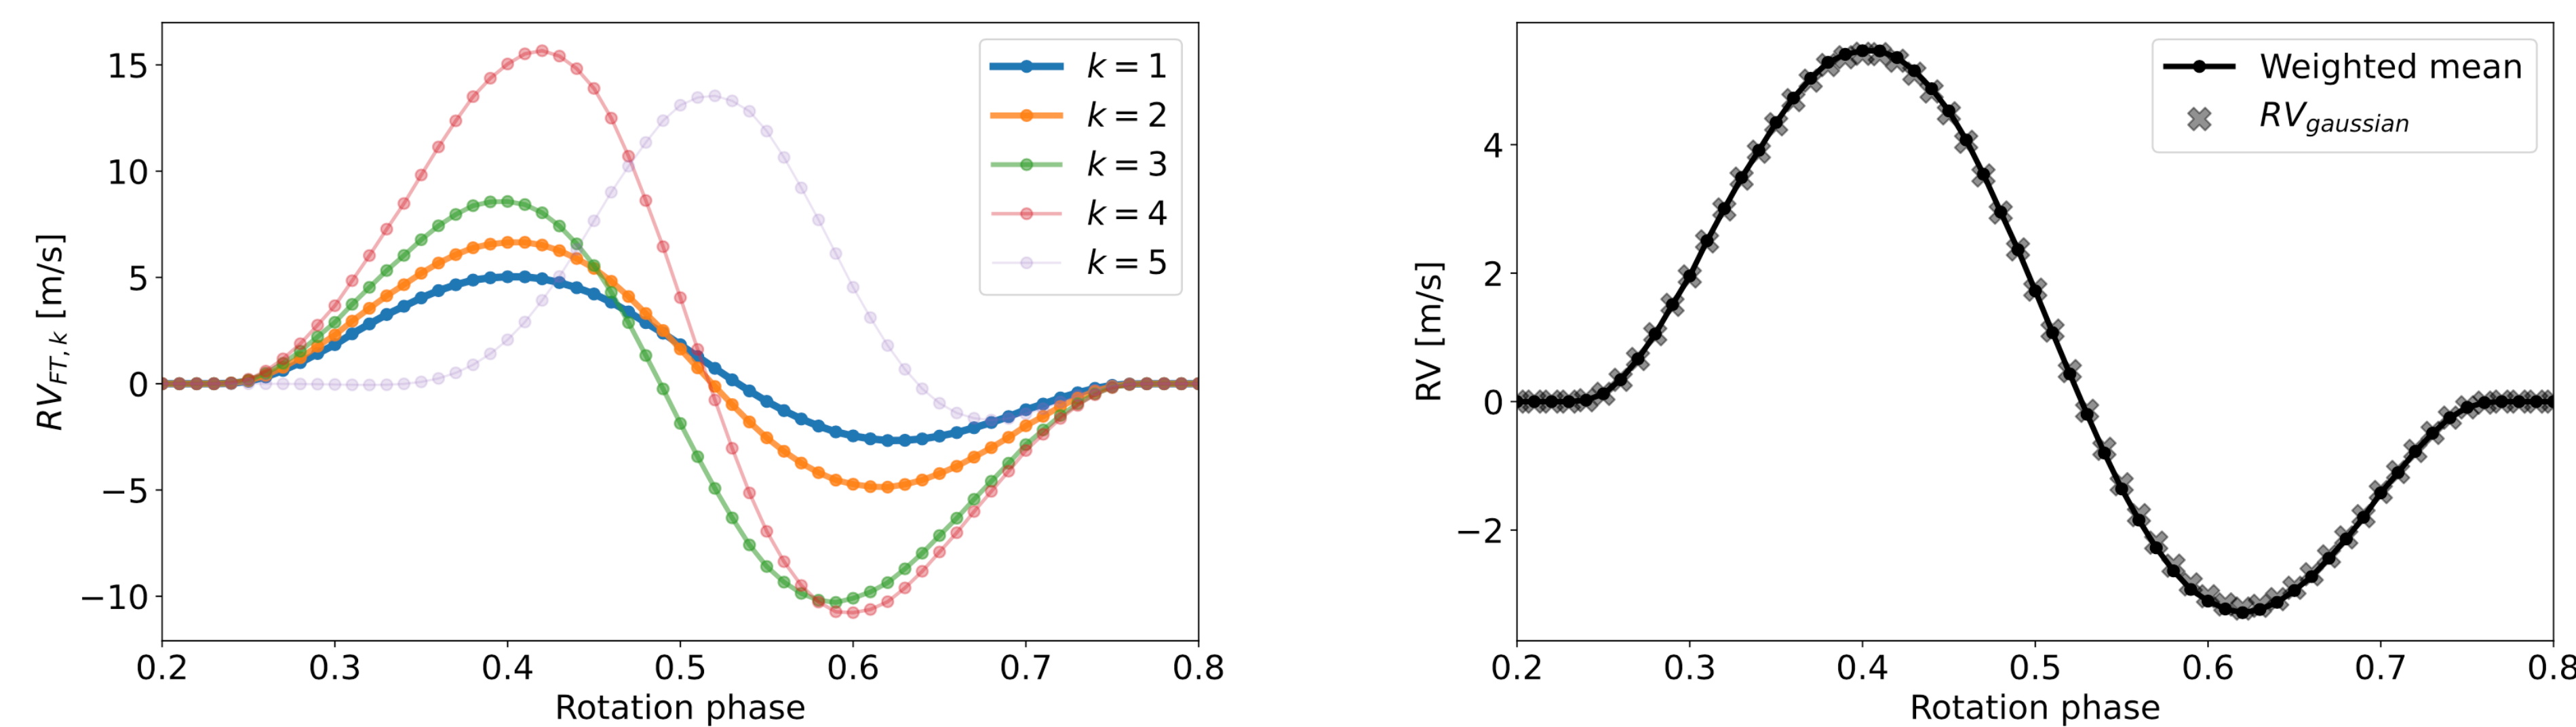 15
10
5
0
−5
−10
RV_{FT, k} [m/s]
0.2 0.3 0.4 0.5 0.6 0.7 0.8
Rotation phase
k = 1
k = 2
k = 3
k = 4
k = 5
4
2
0
−2
RV [m/s]
0.2 0.3 0.4 0.5 0.6 0.7 0.8
Rotation phase
Weighted mean
RV_{gaussian}